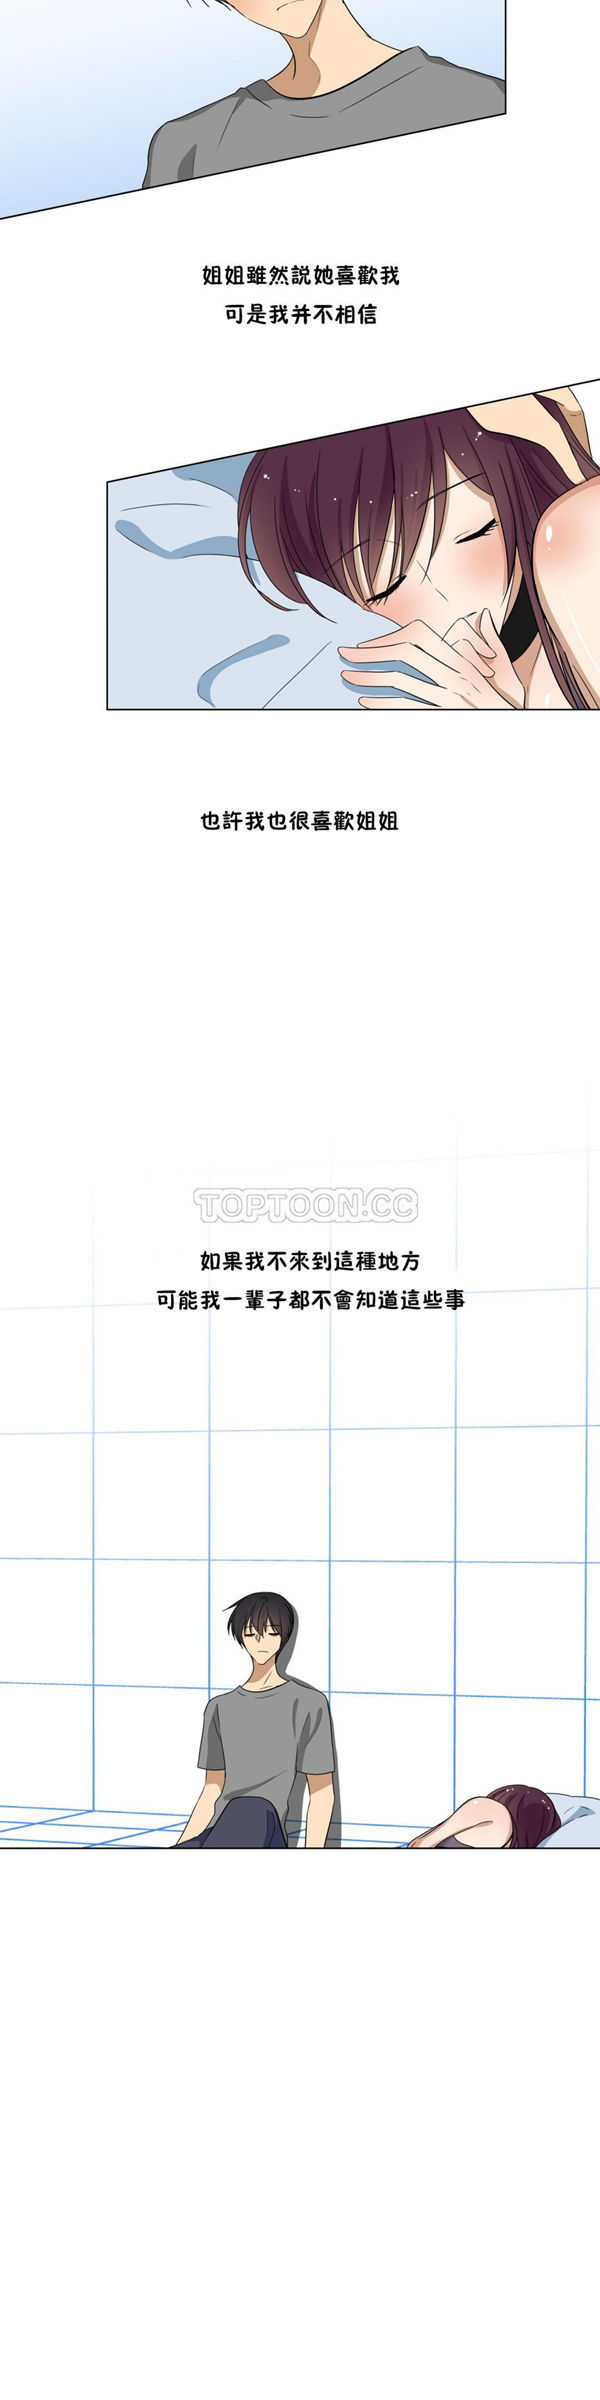 姐姐雖然説她喜歡我
可是我并不相信
也許我也很喜歡姐姐
TOPTOON.CC
如果我不來到這種地方
可能我一輩子都不會知道這些事